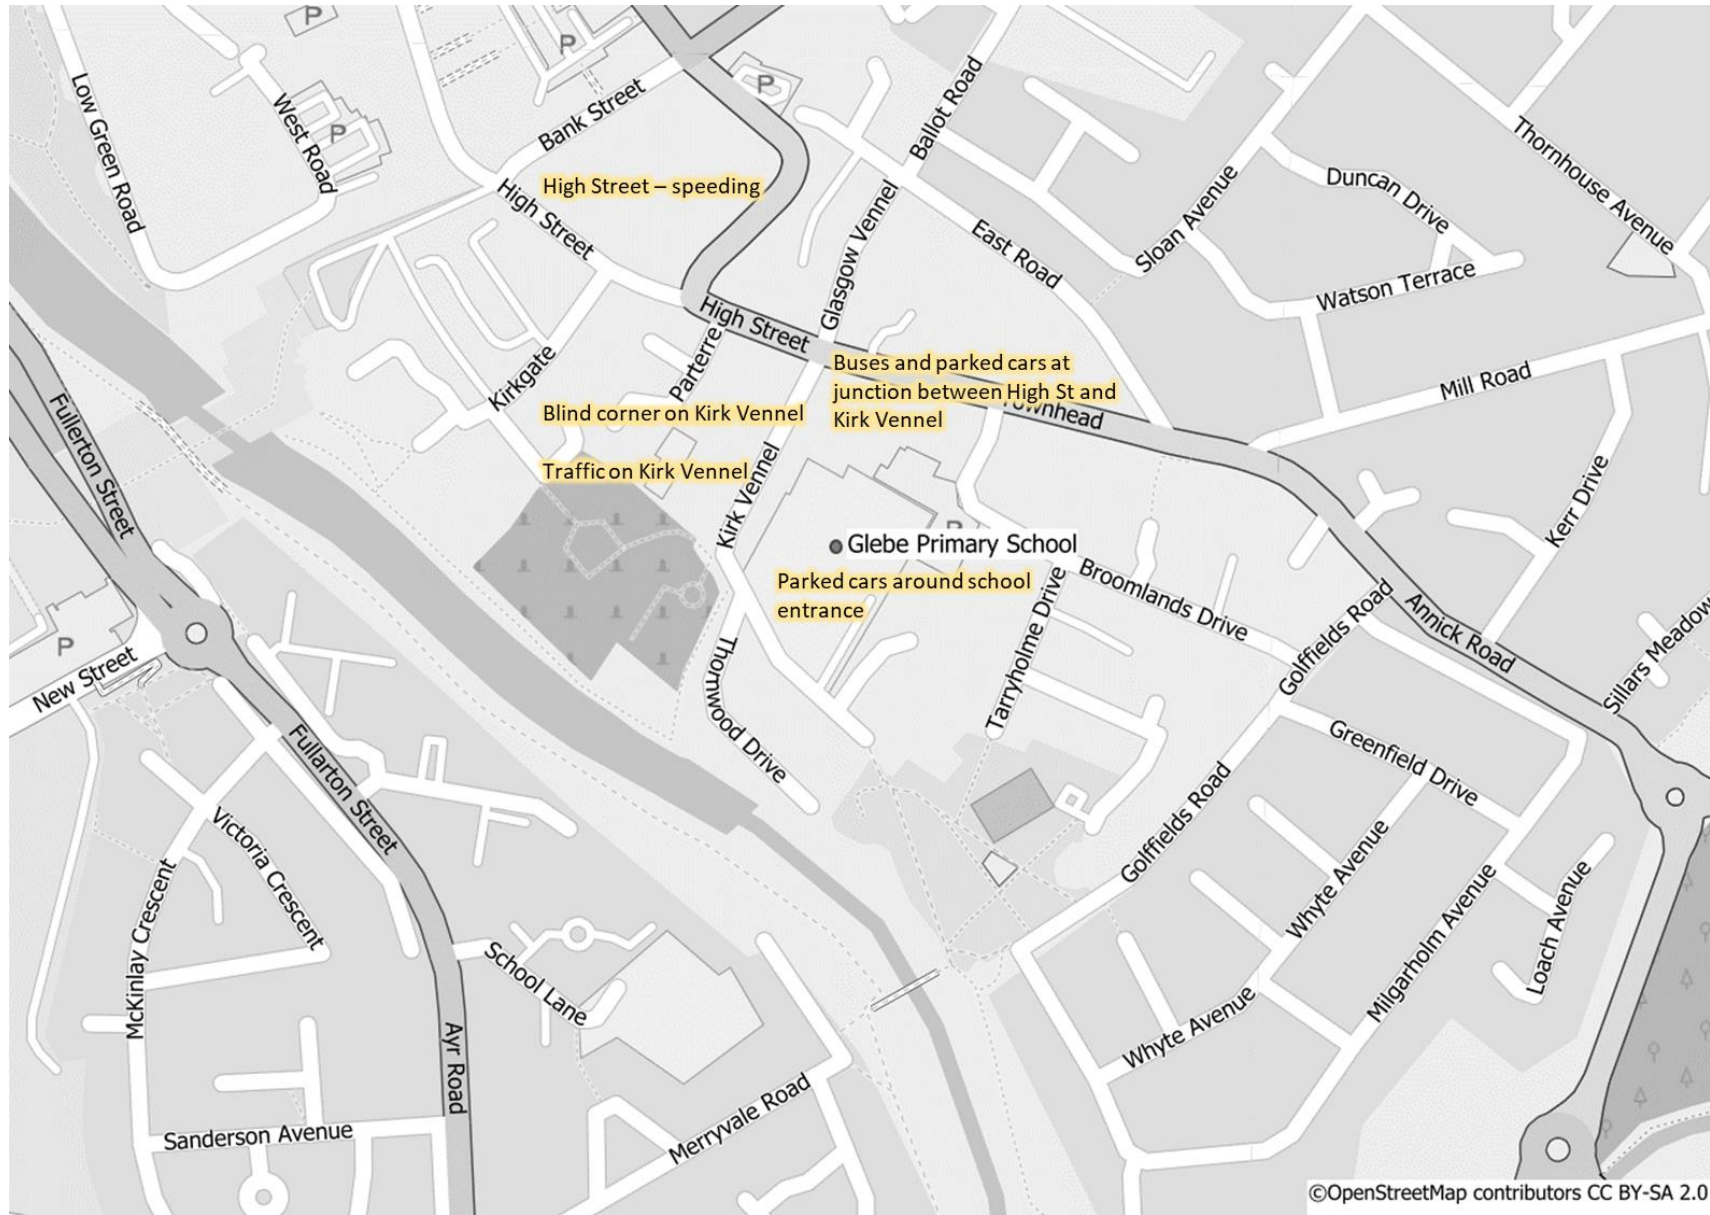 P
P
P
P
Low Green Road
West Road
Bank Street
Ballot Road
Thornhouse Avenue
Duncan Drive
High Street – speeding
High Street
Glasgow Vennel
East Road
Sloan Avenue
Watson Terrace
High Street
Parterre
Kirkgate
Buses and parked cars at
junction between High St and
Kirk Vennel
Townhead
Mill Road
Fullerton Street
Blind corner on Kirk Vennel
Traffic on Kirk Vennel
Kirk Vennel
Kerr Drive
P
Glebe Primary School
Parked cars around school
entrance
Broomlands Drive
Tarryholme Drive
Golffields Road
Annick Road
Sillars Meadow
P
New Street
Thornwood Drive
Fullarton Street
Greenfield Drive
Golffields Road
Victoria Crescent
McKinlay Crescent
Whyte Avenue
Loach Avenue
Milgarholm Avenue
School Lane
Whyte Avenue
Ayr Road
Merryvale Road
Sanderson Avenue
©OpenStreetMap contributors CC BY-SA 2.0